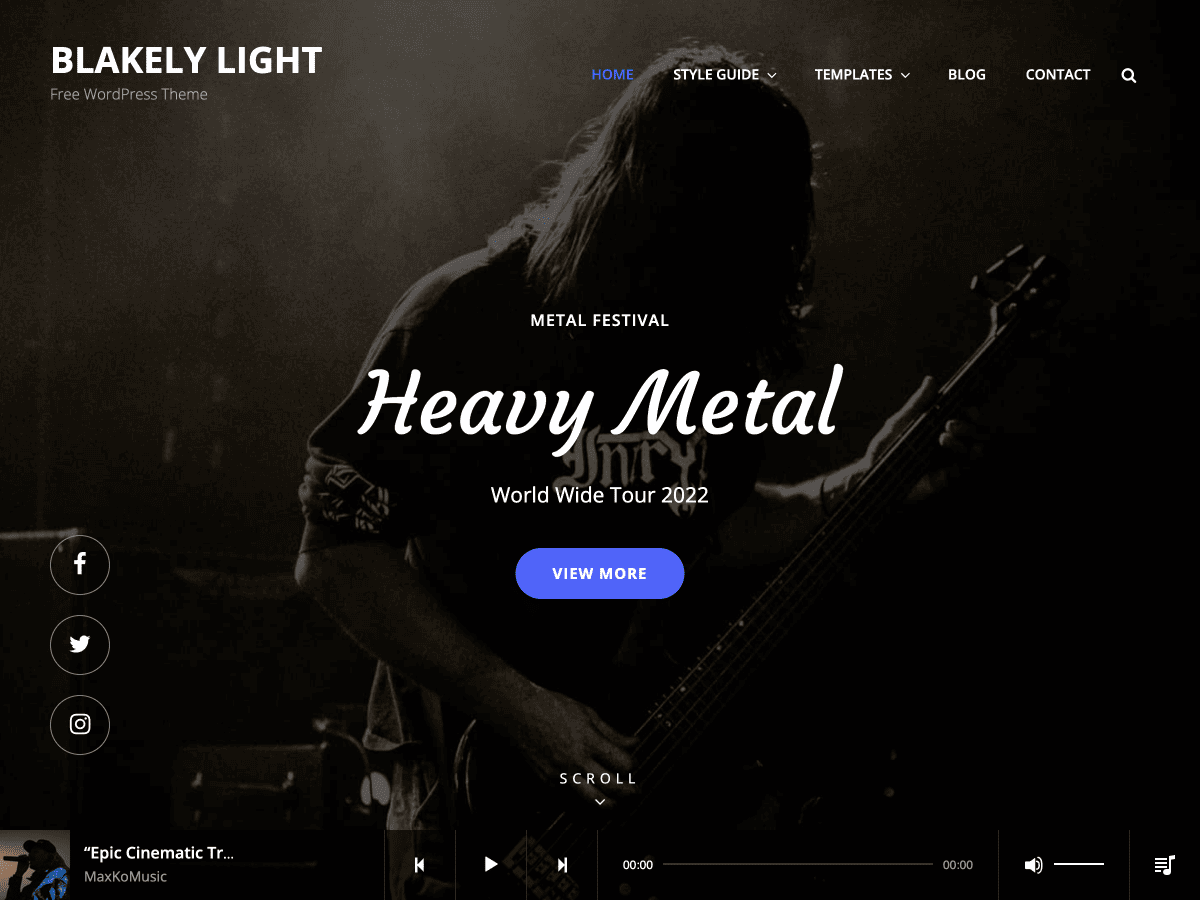 BLAKELY LIGHT
Free WordPress Theme
HOME STYLE GUIDE TEMPLATES BLOG CONTACT
METAL FESTIVAL
Heavy Metal
World Wide Tour 2022
VIEW MORE
SCROLL
“Epic Cinematic Tr...
MaxKoMusic
00:00 00:00